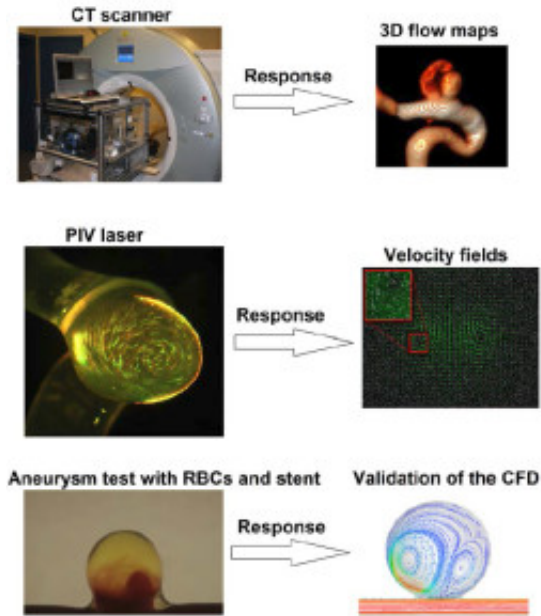 CT scanner
3D flow maps
Response
PIV laser
Velocity fields
Response
Aneurysm test with RBCs and stent
Validation of the CFD
Response